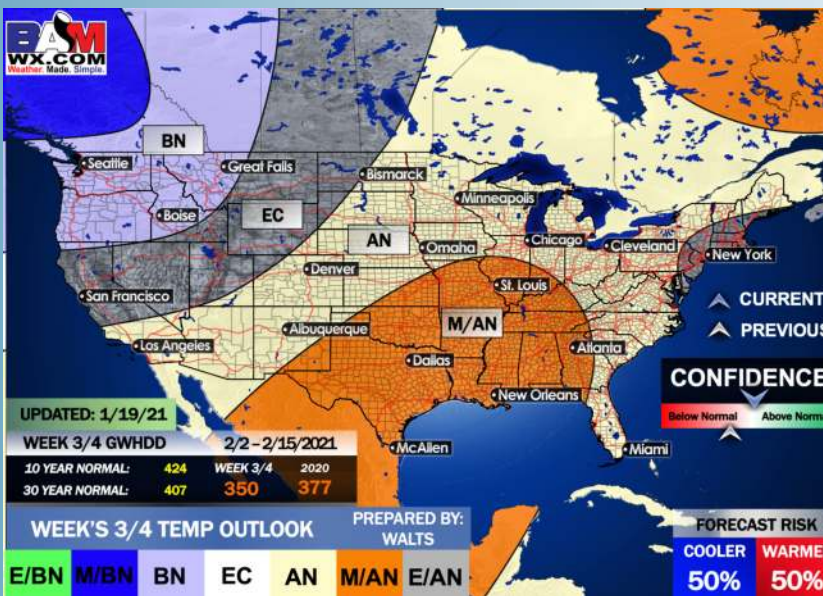 BAM
WX.COM
Weather. Made. Simple.
BN
Seattle
Great Falls
Bismarck
Minneapolis
Boise
EC
AN
Omaha
Chicago
Cleveland
New York
Denver
San Francisco
St. Louis
CURRENT
M/AN
PREVIOUS
Los Angeles
Albuquerque
Atlanta
Dallas
CONFIDENCE
New Orleans
Below Normal
Above Norma
UPDATED: 1/19/21
McAllen
Miami
WEEK 3/4 GWHDD 2/2 – 2/15/2021
10 YEAR NORMAL: 424 WEEK 3/4 2020
30 YEAR NORMAL: 407 350 377
WEEK'S 3/4 TEMP OUTLOOK
PREPARED BY:
WALTS
FORECAST RISK
COOLER WARME
50% 50%
E/BN M/BN BN EC AN M/AN E/AN